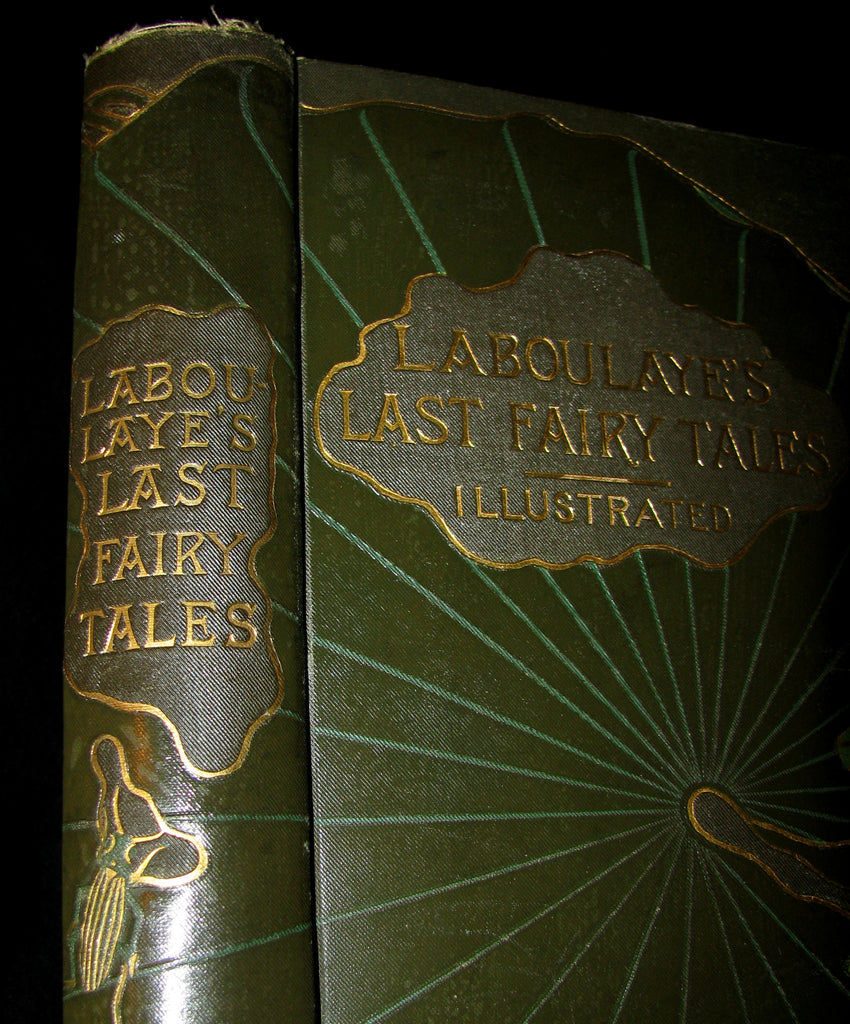 LABOU-
LAYE'S
LAST
FAIRY
TALES
LABOULAYE'S
LAST FAIRY TALES
ILLUSTRATED